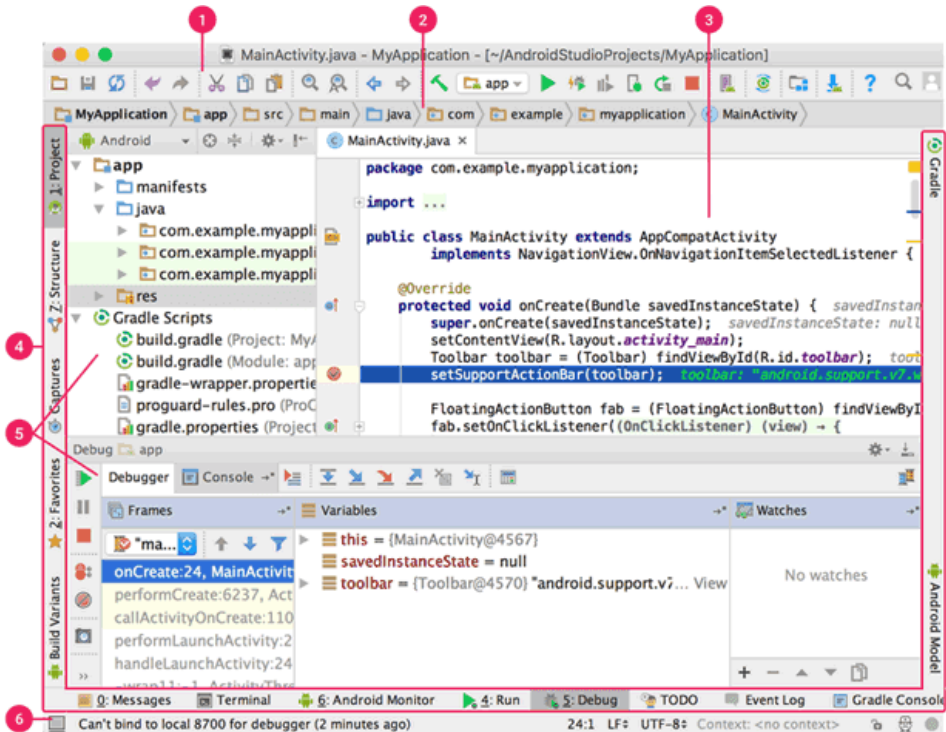 1
2
3
MainActivity.java - MyApplication - [~/AndroidStudioProjects/MyApplication]
app
?
MyApplication app src main java com example myapplication MainActivity
Android
MainActivity.java ×
1: Project
Z: Structure
Captures
2: Favorites
Build Variants
4
5
app
manifests
java
com.example.myappli
com.example.myappli
com.example.myappli
res
Gradle Scripts
build.gradle (Project: MyA
build.gradle (Module: app
gradle-wrapper.propertie
proguard-rules.pro (ProG
gradle.properties (Project
package com.example.myapplication;
import ...
public class MainActivity extends AppCompatActivity
implements NavigationView.OnNavigationItemSelectedListener {
@Override
protected void onCreate(Bundle savedInstanceState) { savedInstan
super.onCreate(savedInstanceState); savedInstanceState: null
setContentView(R.layout.activity_main);
Toolbar toolbar = (Toolbar) findViewById(R.id.toolbar); too
setSupportActionBar(toolbar); toolbar: "android.support.v7.w
FloatingActionButton fab = (FloatingActionButton) findViewByI
fab.setOnClickListener((OnClickListener) (view) → {
Gradle
Android Model
Debug app
Debugger Console
Frames
Variables
Watches
"ma...
onCreate:24, MainActivit
performCreate:6237, Act
callActivityOnCreate:110
performLaunchActivity:2
handleLaunchActivity:24
-wrap11:-1, ActivityThre
this = {MainActivity@4567}
savedInstanceState = null
toolbar = {Toolbar@4570} "android.support.v7... View
No watches
0: Messages Terminal 6: Android Monitor 4: Run 5: Debug TODO Event Log Gradle Console
6
Can't bind to local 8700 for debugger (2 minutes ago)
24:1 LF UTF-8 Context: <no context>